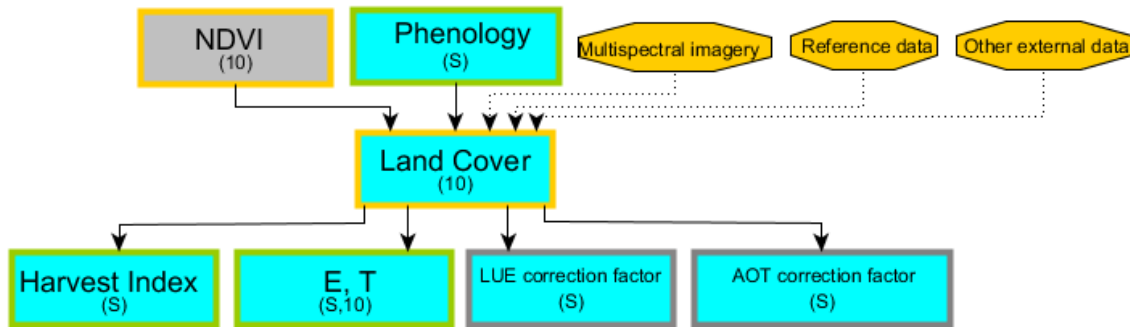 NDVI
(10)
Phenology
(S)
Multispectral imagery
Reference data
Other external data
Land Cover
(10)
Harvest Index
(S)
E, T
(S,10)
LUE correction factor
(S)
AOT correction factor
(S)